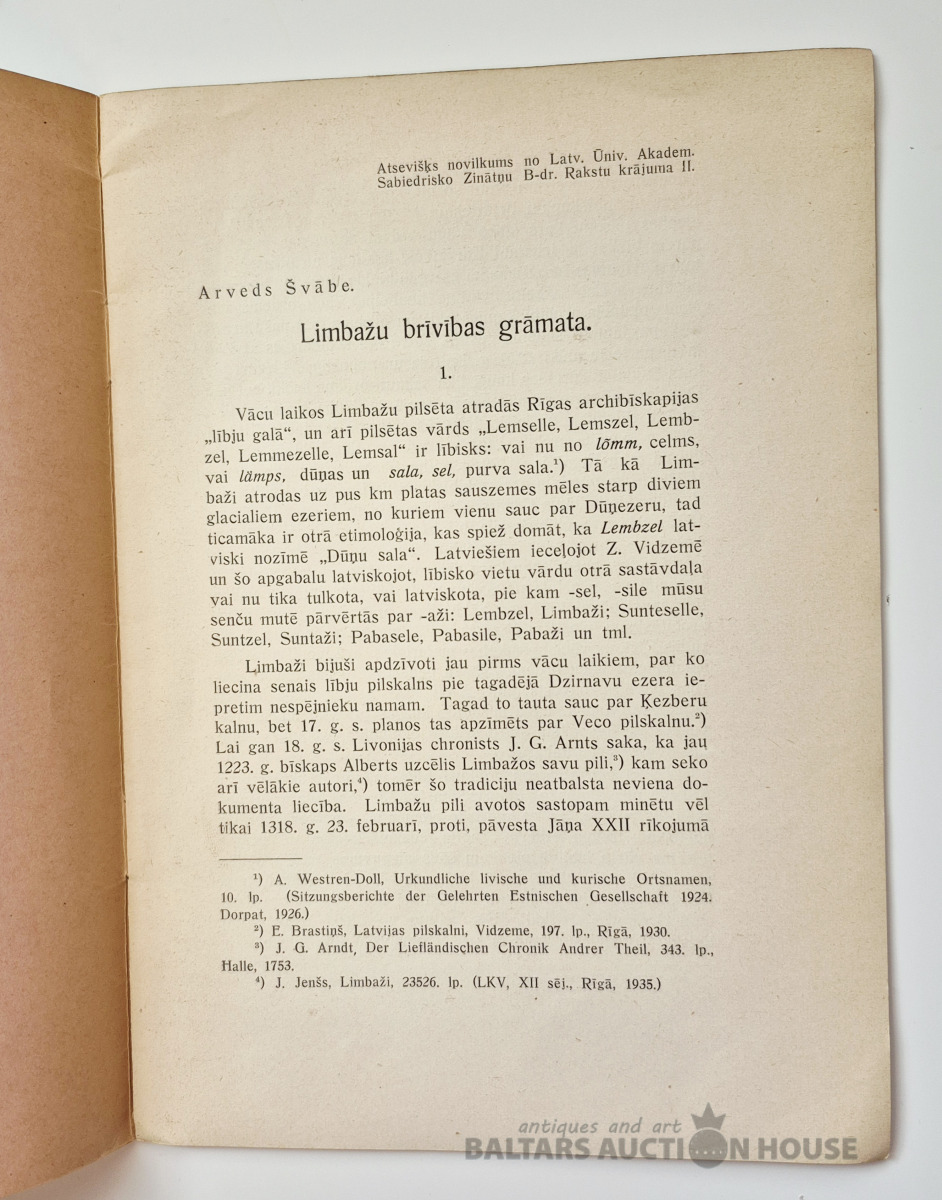 Atsevišķs novilkums no Latv. Ūniv. Akadem.
Sabiedrisko Zinātņu B-dr. Rakstu krājuma II.
Arveds Švābe.
Limbažu brīvības grāmata.
1.
Vācu laikos Limbažu pilsēta atradās Rīgas archibīskapijas
„lībju galā“, un arī pilsētas vārds „Lemselle, Lemszel, Lemb-
zel, Lemmezelle, Lemsal“ ir lībisks: vai nu no lōmm, celms,
vai lämps, dūņas un sala, sel, purva sala.¹) Tā kā Lim-
baži atrodas uz pus km platas sauszemes mēles starp diviem
glacialiem ezeriem, no kuriem vienu sauc par Dūņezeru, tad
ticamāka ir otrā etimoloģija, kas spiež domāt, ka Lembzel lat-
viski nozīmē „Dūņu sala“. Latviešiem ieceļojot Z. Vidzemē
un šo apgabalu latviskojot, lībisko vietu vārdu otrā sastāvdaļa
vai nu tika tulkota, vai latviskota, pie kam -sel, -sile mūsu
senču mutē pārvērtās par -aži: Lembzel, Limbaži; Sunteselle,
Suntzel, Suntaži; Pabasele, Pabasile, Pabaži un tml.
Limbaži bijuši apdzīvoti jau pirms vācu laikiem, par ko
liecina senais lībju pilskalns pie tagadējā Dzirnavu ezera ie-
pretim nespējnieku namam. Tagad to tauta sauc par Ķezberu
kalnu, bet 17. g. s. planos tas apzīmēts par Veco pilskalnu.²)
Lai gan 18. g. s. Livonijas chronists J. G. Arnts saka, ka jau
1223. g. bīskaps Alberts uzcēlis Limbažos savu pili,³) kam seko
arī vēlākie autori,⁴) tomēr šo tradiciju neatbalsta neviena do-
kumenta liecība. Limbažu pili avotos sastopam minētu vēl
tikai 1318. g. 23. februarī, proti, pāvesta Jāņa XXII rīkojumā
¹) A. Westren-Doll, Urkundliche livische und kurische Ortsnamen,
10. lp. (Sitzungsberichte der Gelehrten Estnischen Gesellschaft 1924.
Dorpat, 1926.)
²) E. Brastiņš, Latvijas pilskalni, Vidzeme, 197. lp., Rīgā, 1930.
³) J. G. Arndt, Der Liefländischen Chronik Andrer Theil, 343. lp.,
Halle, 1753.
⁴) J. Jenšs, Limbaži, 23526. lp. (LKV, XII sēj., Rīgā, 1935.)
antiques and art
BALTARS AUCTION HOUSE